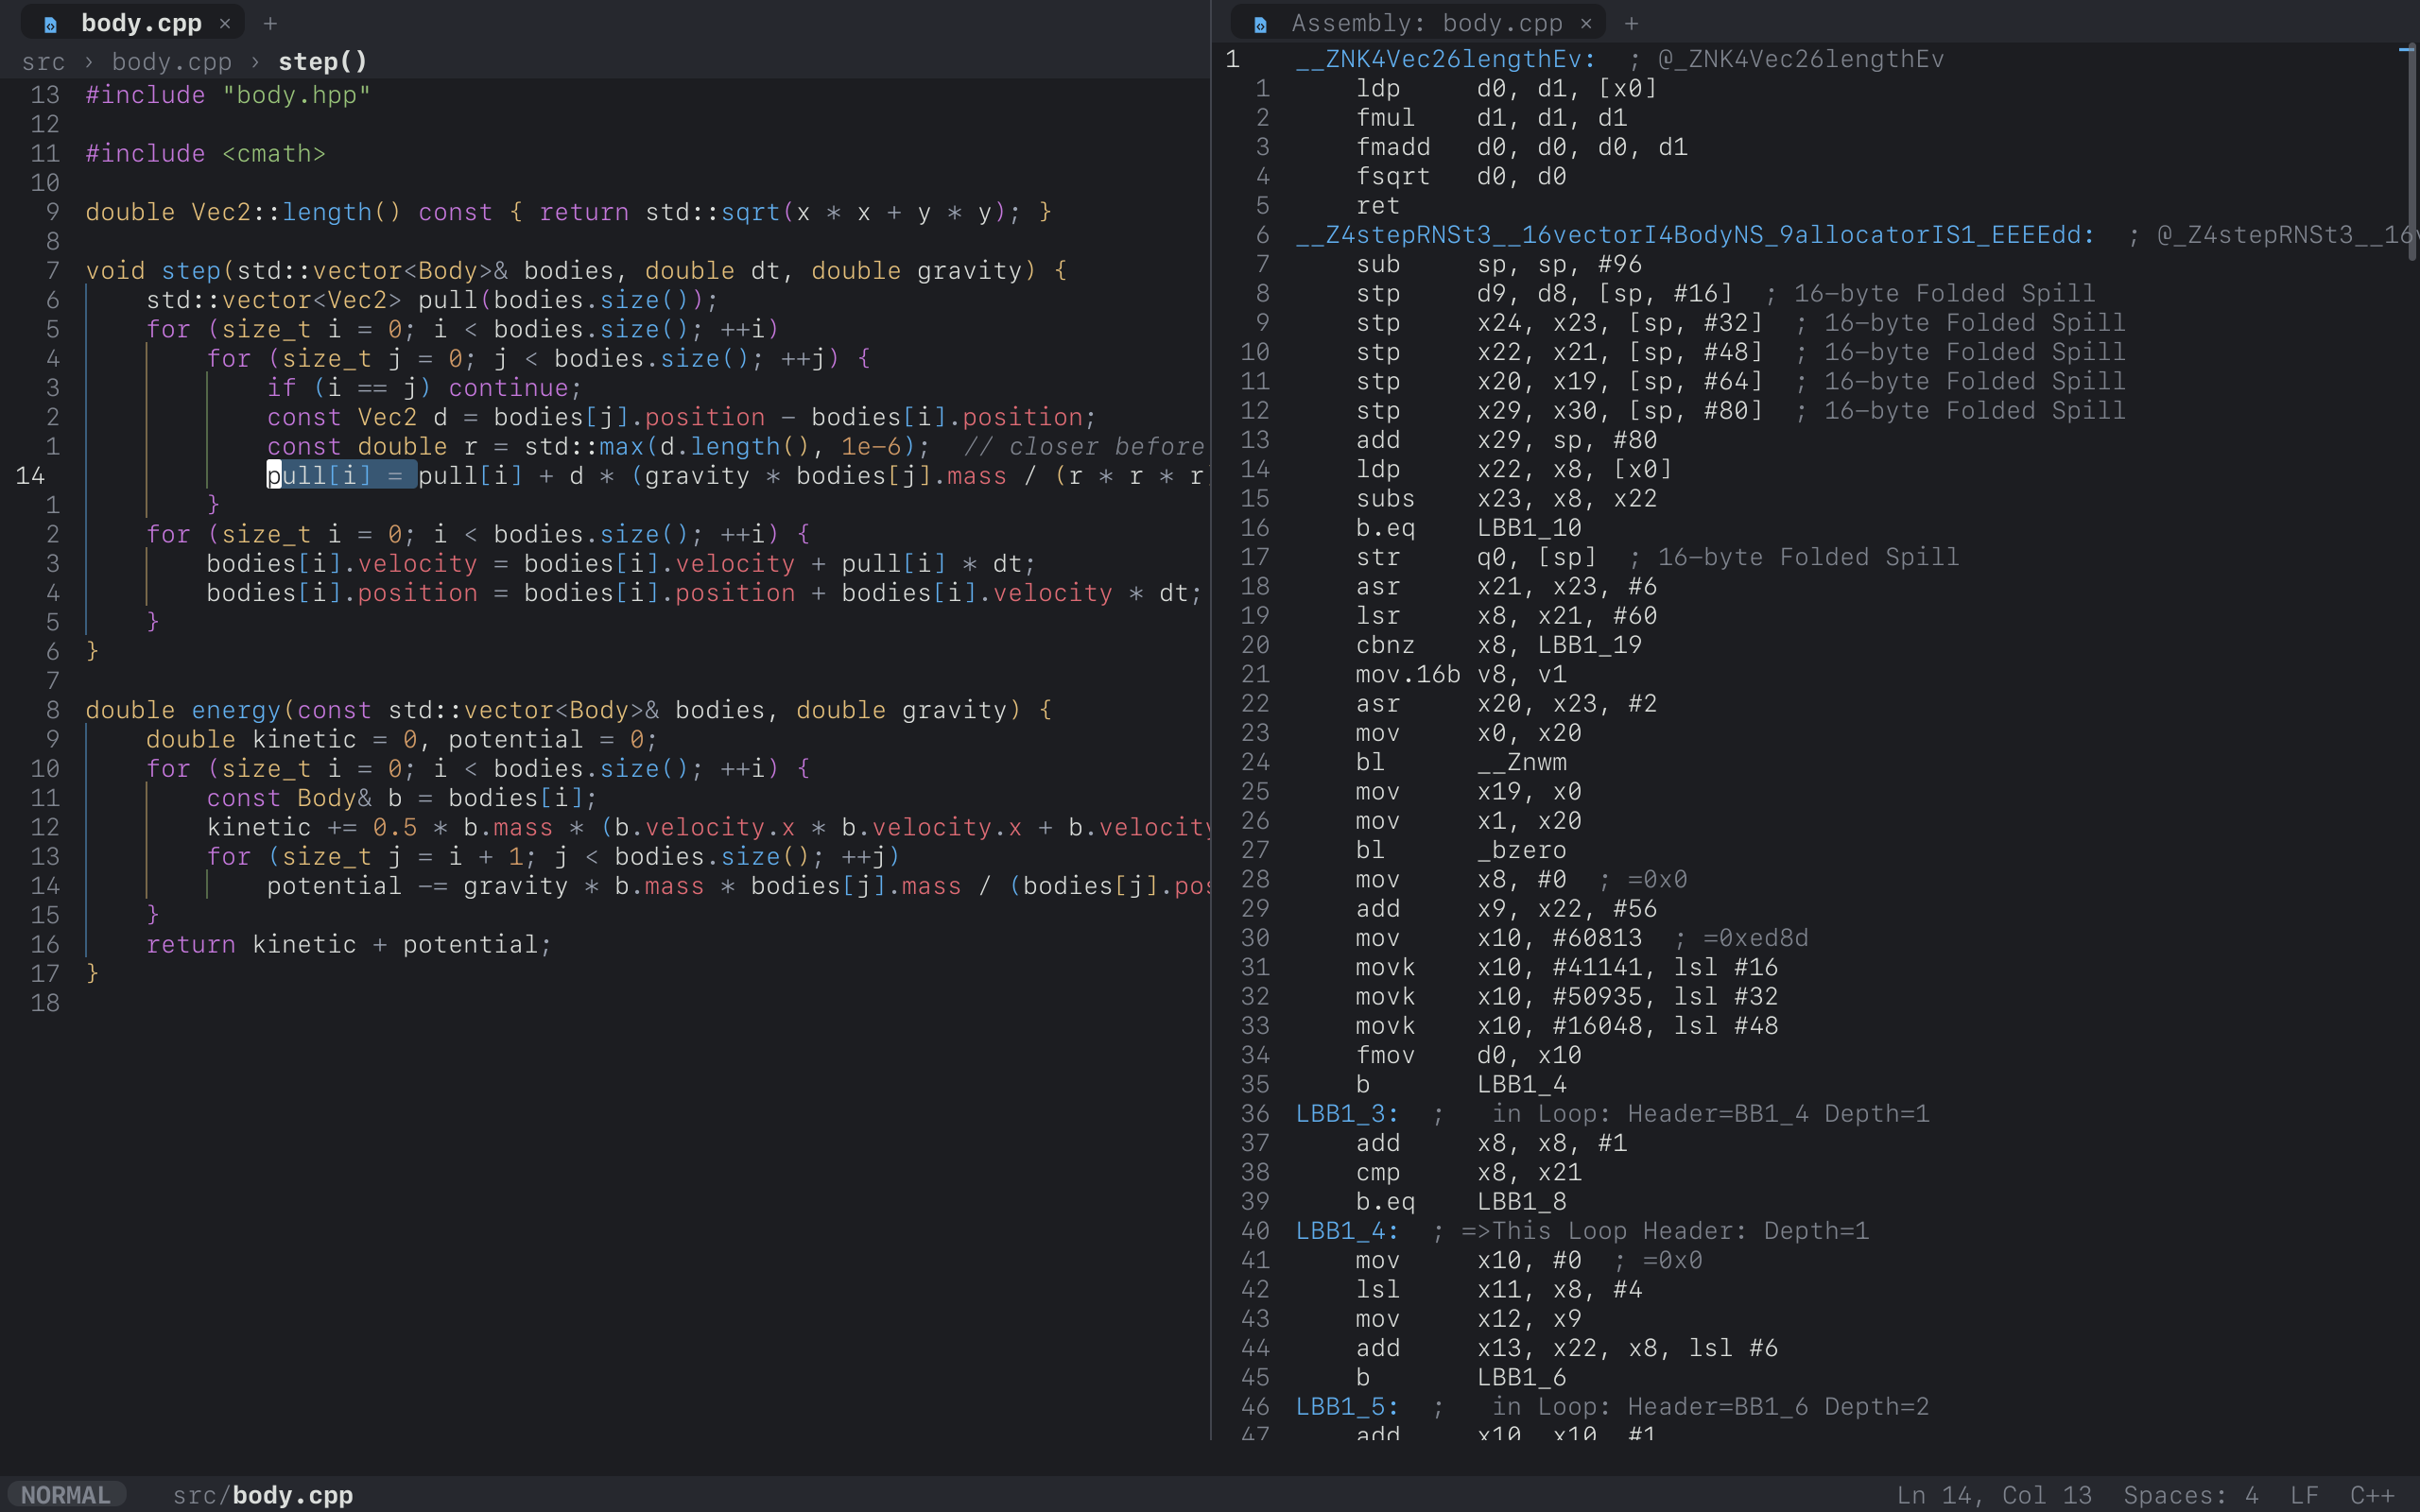 body.cpp × +
src › body.cpp › step()
13 #include "body.hpp"
12
11 #include <cmath>
10
9 double Vec2::length() const { return std::sqrt(x * x + y * y); }
8
7 void step(std::vector<Body>& bodies, double dt, double gravity) {
6     std::vector<Vec2> pull(bodies.size());
5     for (size_t i = 0; i < bodies.size(); ++i)
4         for (size_t j = 0; j < bodies.size(); ++j) {
3             if (i == j) continue;
2             const Vec2 d = bodies[j].position - bodies[i].position;
1             const double r = std::max(d.length(), 1e-6);  // closer before
14             pull[i] = pull[i] + d * (gravity * bodies[j].mass / (r * r * r
1         }
2     for (size_t i = 0; i < bodies.size(); ++i) {
3         bodies[i].velocity = bodies[i].velocity + pull[i] * dt;
4         bodies[i].position = bodies[i].position + bodies[i].velocity * dt;
5     }
6 }
7
8 double energy(const std::vector<Body>& bodies, double gravity) {
9     double kinetic = 0, potential = 0;
10     for (size_t i = 0; i < bodies.size(); ++i) {
11         const Body& b = bodies[i];
12         kinetic += 0.5 * b.mass * (b.velocity.x * b.velocity.x + b.velocity
13         for (size_t j = i + 1; j < bodies.size(); ++j)
14             potential -= gravity * b.mass * bodies[j].mass / (bodies[j].pos
15     }
16     return kinetic + potential;
17 }
18
Assembly: body.cpp × +
1 __ZNK4Vec26lengthEv:  ; @_ZNK4Vec26lengthEv
1     ldp     d0, d1, [x0]
2     fmul    d1, d1, d1
3     fmadd   d0, d0, d0, d1
4     fsqrt   d0, d0
5     ret
6 __Z4stepRNSt3__16vectorI4BodyNS_9allocatorIS1_EEEEdd:  ; @_Z4stepRNSt3__16v
7     sub     sp, sp, #96
8     stp     d9, d8, [sp, #16]  ; 16-byte Folded Spill
9     stp     x24, x23, [sp, #32]  ; 16-byte Folded Spill
10     stp     x22, x21, [sp, #48]  ; 16-byte Folded Spill
11     stp     x20, x19, [sp, #64]  ; 16-byte Folded Spill
12     stp     x29, x30, [sp, #80]  ; 16-byte Folded Spill
13     add     x29, sp, #80
14     ldp     x22, x8, [x0]
15     subs    x23, x8, x22
16     b.eq    LBB1_10
17     str     q0, [sp]  ; 16-byte Folded Spill
18     asr     x21, x23, #6
19     lsr     x8, x21, #60
20     cbnz    x8, LBB1_19
21     mov.16b v8, v1
22     asr     x20, x23, #2
23     mov     x0, x20
24     bl      __Znwm
25     mov     x19, x0
26     mov     x1, x20
27     bl      _bzero
28     mov     x8, #0  ; =0x0
29     add     x9, x22, #56
30     mov     x10, #60813  ; =0xed8d
31     movk    x10, #41141, lsl #16
32     movk    x10, #50935, lsl #32
33     movk    x10, #16048, lsl #48
34     fmov    d0, x10
35     b       LBB1_4
36 LBB1_3:  ;   in Loop: Header=BB1_4 Depth=1
37     add     x8, x8, #1
38     cmp     x8, x21
39     b.eq    LBB1_8
40 LBB1_4:  ; =>This Loop Header: Depth=1
41     mov     x10, #0  ; =0x0
42     lsl     x11, x8, #4
43     mov     x12, x9
44     add     x13, x22, x8, lsl #6
45     b       LBB1_6
46 LBB1_5:  ;   in Loop: Header=BB1_6 Depth=2
47     add     x10, x10, #1
NORMAL src/body.cpp Ln 14, Col 13 Spaces: 4 LF C++